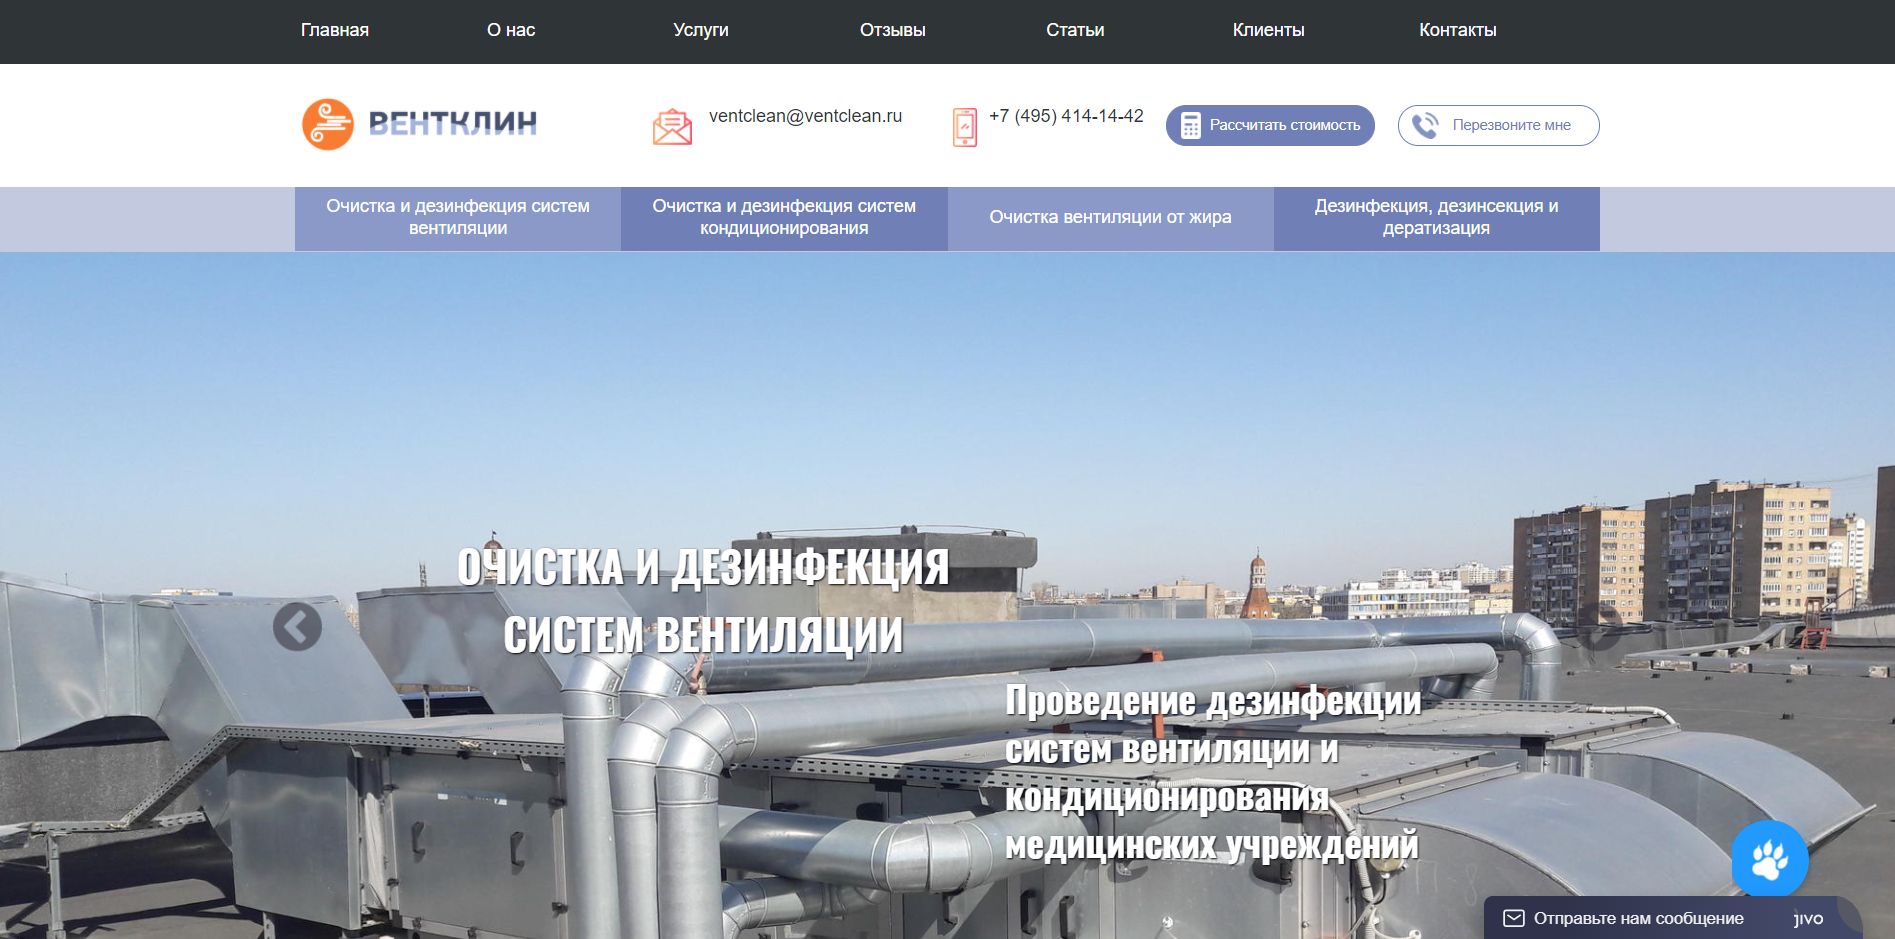 Главная
О нас
Услуги
Отзывы
Статьи
Клиенты
Контакты
ВЕНТКЛИН
ventclean@ventclean.ru
+7 (495) 414-14-42
Рассчитать стоимость
Перезвоните мне
Очистка и дезинфекция систем
вентиляции
Очистка и дезинфекция систем
кондиционирования
Очистка вентиляции от жира
Дезинфекция, дезинсекция и
дератизация
ОЧИСТКА И ДЕЗИНФЕКЦИЯ
СИСТЕМ ВЕНТИЛЯЦИИ
Проведение дезинфекции
систем вентиляции и
кондиционирования
медицинских учреждений
Отправьте нам сообщение
jivo